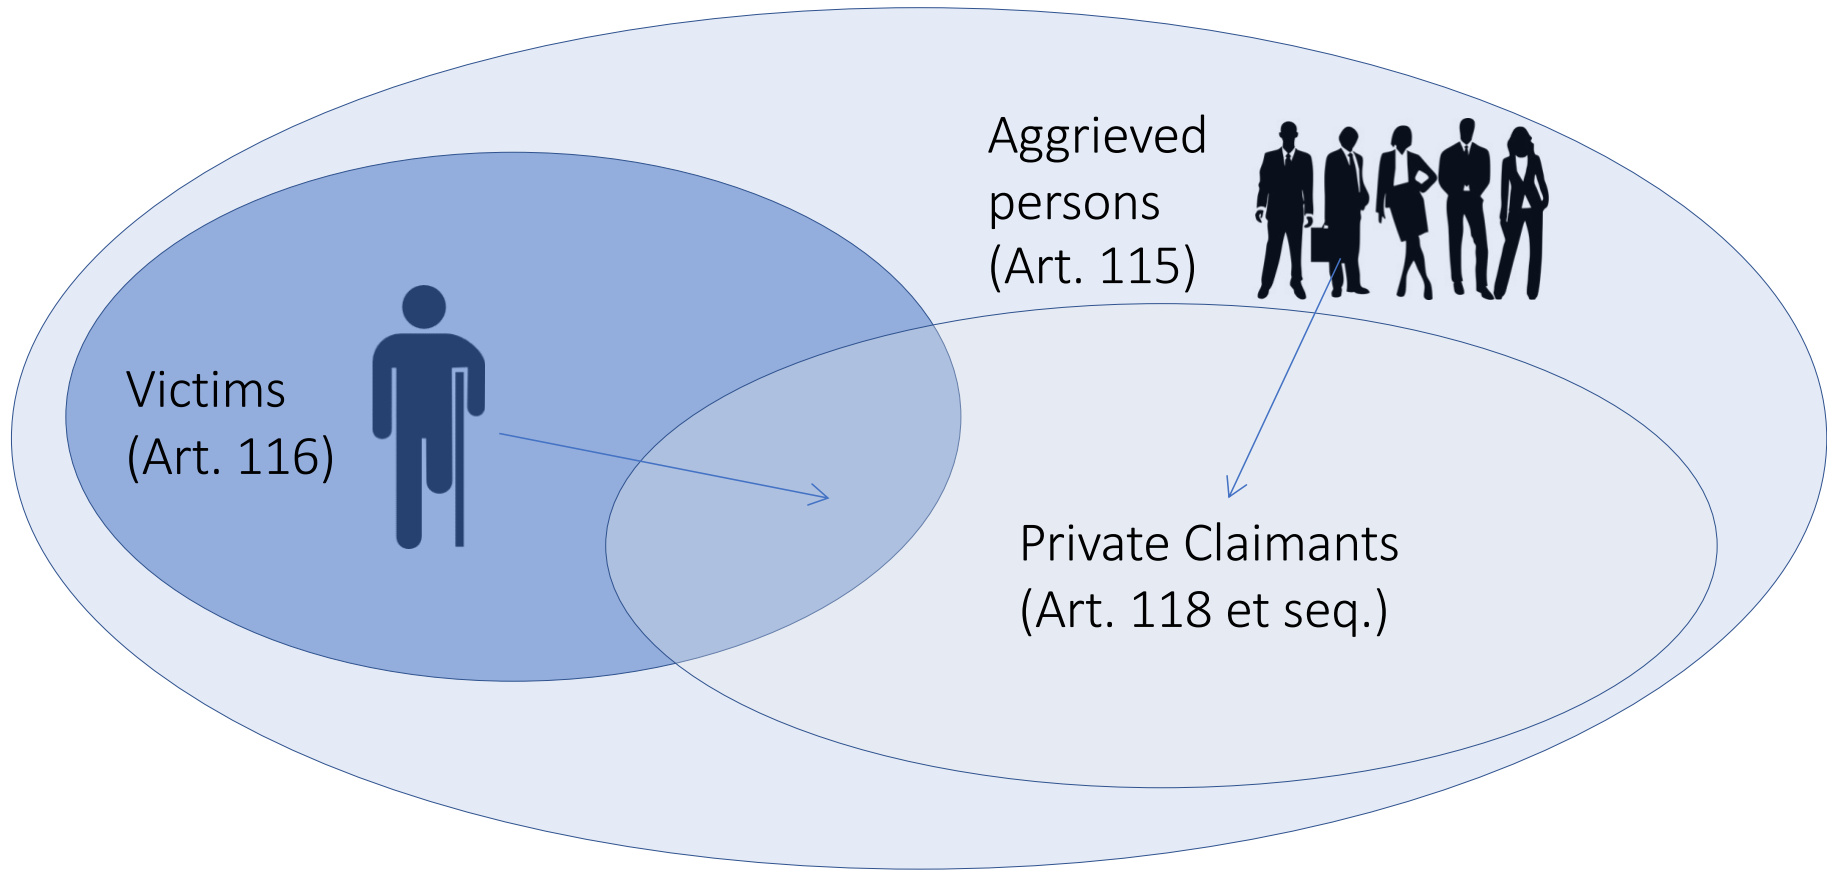 Aggrieved
persons
(Art. 115)
Victims
(Art. 116)
Private Claimants
(Art. 118 et seq.)